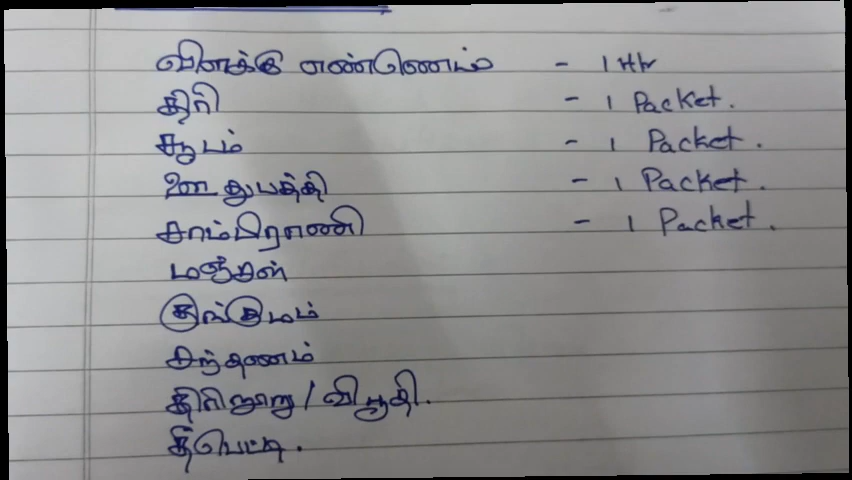 விளக்கு எண்ணெய் - 1 ltr
திரி - 1 Packet.
சூடம் - 1 Packet.
ஊதுபத்தி - 1 Packet.
சாம்பிராணி - 1 Packet.
மஞ்சள்
குங்குமம்
சந்தணம்
திரிநூறு / விபூதி.
தீபெட்டி.